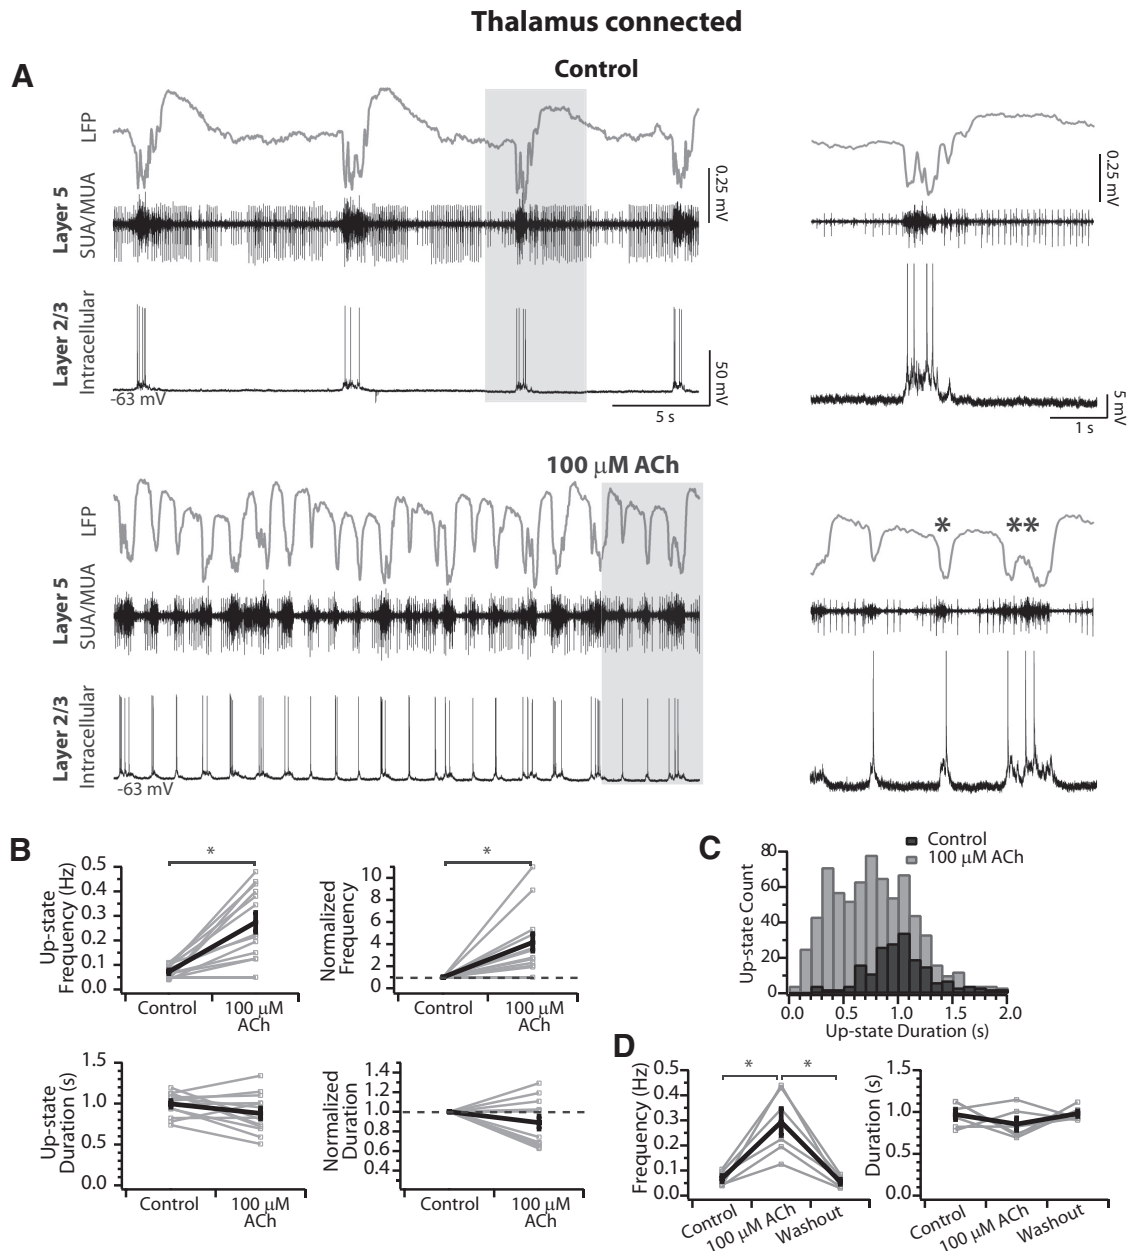 Thalamus connected
A
Control
LFP
Layer 5
SUA/MUA
Layer 2/3
Intracellular
-63 mV
0.25 mV
50 mV
5 s
0.25 mV
5 mV
1 s
100 μM ACh
LFP
Layer 5
SUA/MUA
Layer 2/3
Intracellular
-63 mV
*
**
B
Up-state
Frequency (Hz)
0.5
0.4
0.3
0.2
0.1
0.0
*
Control
100 μM
ACh
Normalized
Frequency
10
8
6
4
2
0
*
Control
100 μM
ACh
Up-state
Duration (s)
1.5
1.0
0.5
0.0
Control
100 μM
ACh
Normalized
Duration
1.4
1.2
1.0
0.8
0.6
0.4
Control
100 μM
ACh
C
Control
100 μM ACh
Up-state Count
80
60
40
20
0
0.0
0.5
1.0
1.5
2.0
Up-state Duration (s)
D
Frequency (Hz)
0.5
0.4
0.3
0.2
0.1
0.0
*
*
Control
100 μM ACh
Washout
Duration (s)
1.5
1.0
0.5
0.0
Control
100 μM ACh
Washout